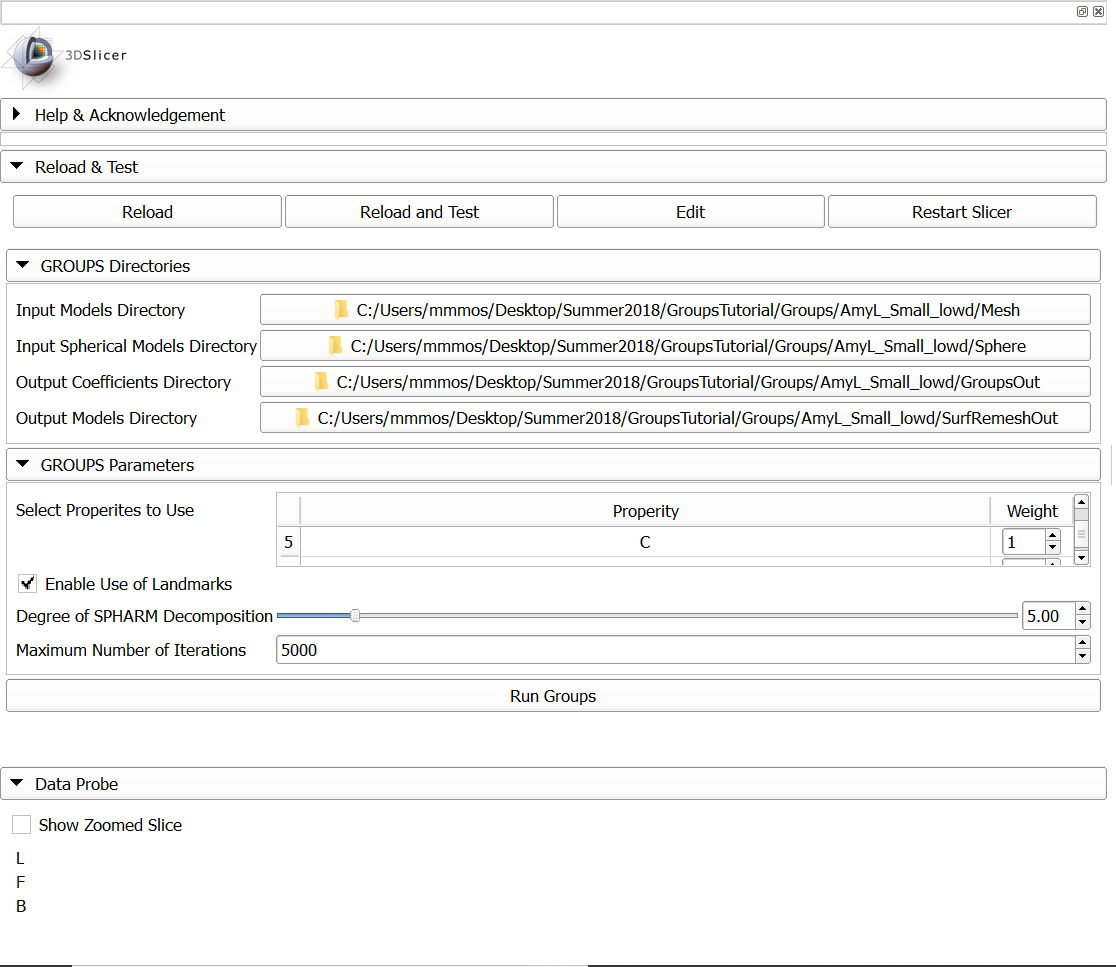 3DSlicer
Help & Acknowledgement
Reload & Test
Reload Reload and Test Edit Restart Slicer
GROUPS Directories
Input Models Directory C:/Users/mmmos/Desktop/Summer2018/GroupsTutorial/Groups/AmyL_Small_lowd/Mesh
Input Spherical Models Directory C:/Users/mmmos/Desktop/Summer2018/GroupsTutorial/Groups/AmyL_Small_lowd/Sphere
Output Coefficients Directory C:/Users/mmmos/Desktop/Summer2018/GroupsTutorial/Groups/AmyL_Small_lowd/GroupsOut
Output Models Directory C:/Users/mmmos/Desktop/Summer2018/GroupsTutorial/Groups/AmyL_Small_lowd/SurfRemeshOut
GROUPS Parameters
Select Properites to Use Properity Weight
5 C 1
Enable Use of Landmarks
Degree of SPHARM Decomposition 5.00
Maximum Number of Iterations 5000
Run Groups
Data Probe
Show Zoomed Slice
L
F
B